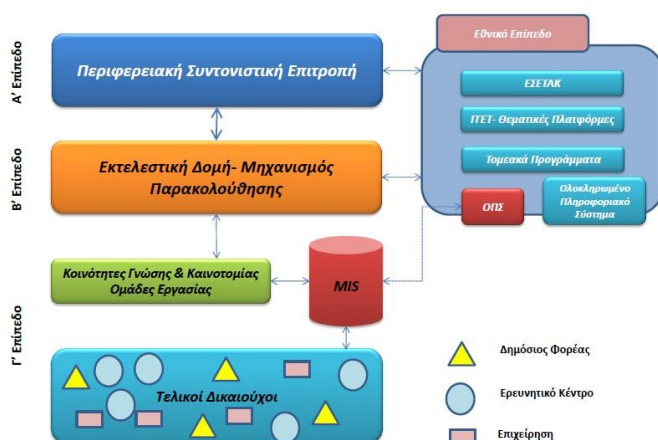 Α' Επίπεδο
Περιφερειακή Συντονιστική Επιτροπή
Εθνικό Επίπεδο
ΕΣΕΤΑΚ
ΙΤΕΤ- Θεματικές Πλατφόρμες
Τομεακά Προγράμματα
ΟΠΣ
Ολοκληρωμένο
Πληροφοριακό
Σύστημα
Β' Επίπεδο
Εκτελεστική Δομή- Μηχανισμός
Παρακολούθησης
Γ' Επίπεδο
Κοινότητες Γνώσης & Καινοτομίας
Ομάδες Εργασίας
MIS
Τελικοί Δικαιούχοι
Δημόσιος Φορέας
Ερευνητικό Κέντρο
Επιχείρηση